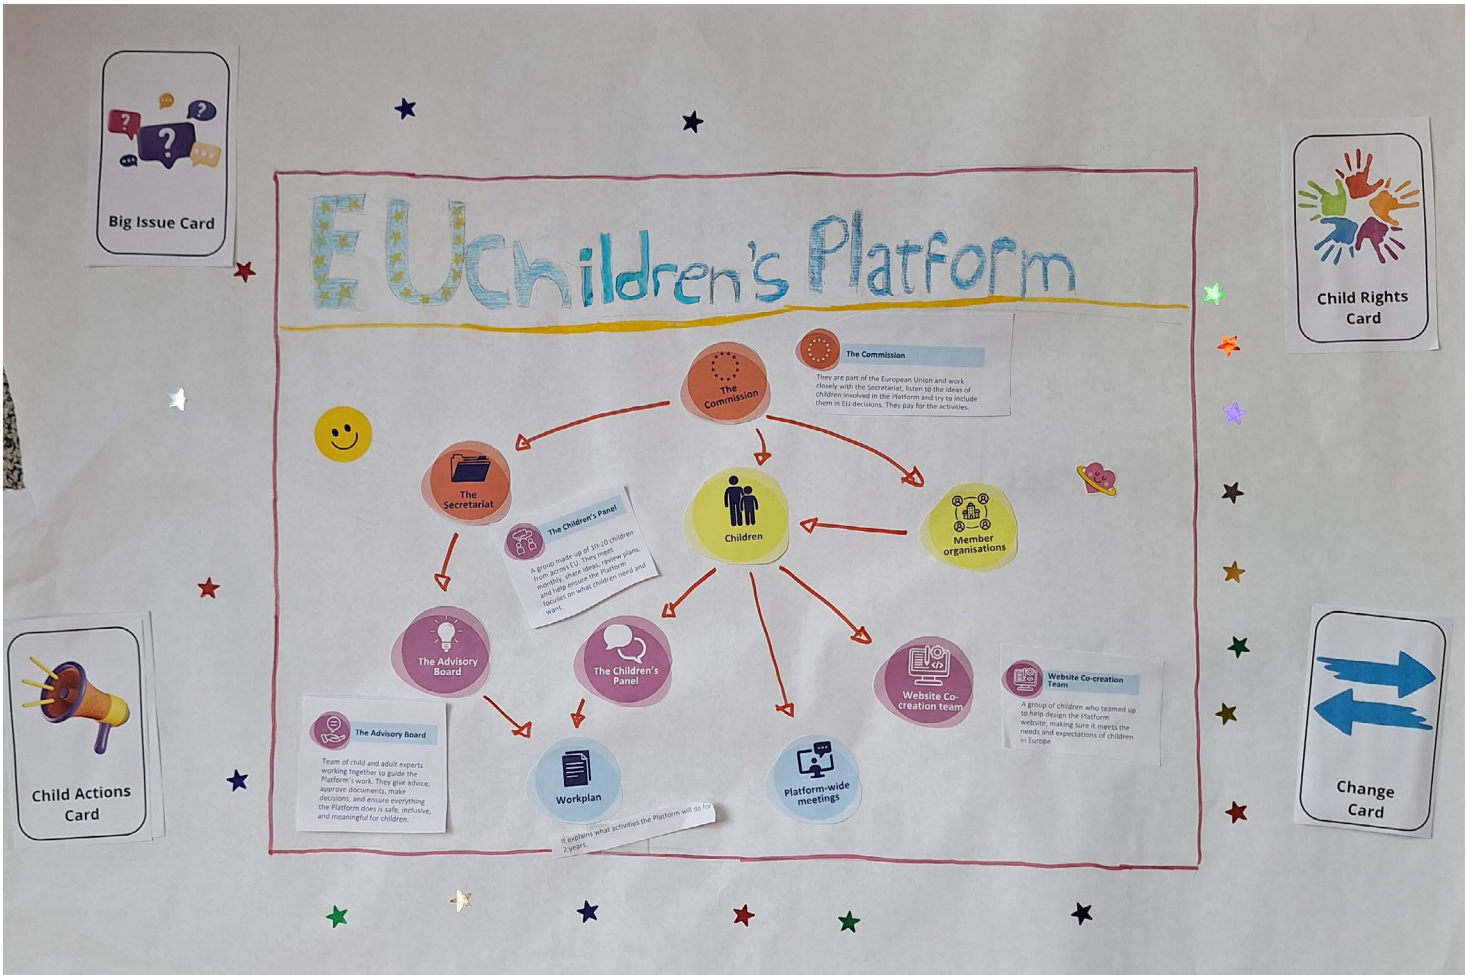 Big Issue Card
Child Rights
Card
EU Children's Platform
The
Commission
The Commission
They are part of the European Union and work
closely with the Secretariat, listen to the ideas of
children involved in the Platform and try to include
them in EU decisions. They pay for the activities.
The
Secretariat
The Children's Panel
A group made up of 10-20 children
from across EU. They meet
monthly, share ideas, review plans,
and help ensure the Platform
focuses on what children need and
want.
Children
Member
organisations
The Advisory
Board
The Children's
Panel
Website Co-
creation team
Website Co-creation
Team
A group of children who teamed up
to help design the Platform
website, making sure it meets the
needs and expectations of children
in Europe
The Advisory Board
Team of child and adult experts
working together to guide the
Platform's work. They give advice,
approve documents, make
decisions, and ensure everything
the Platform does is safe, inclusive,
and meaningful for children.
Workplan
It explains what activities the Platform will do for
2 years.
Platform-wide
meetings
Child Actions
Card
Change
Card